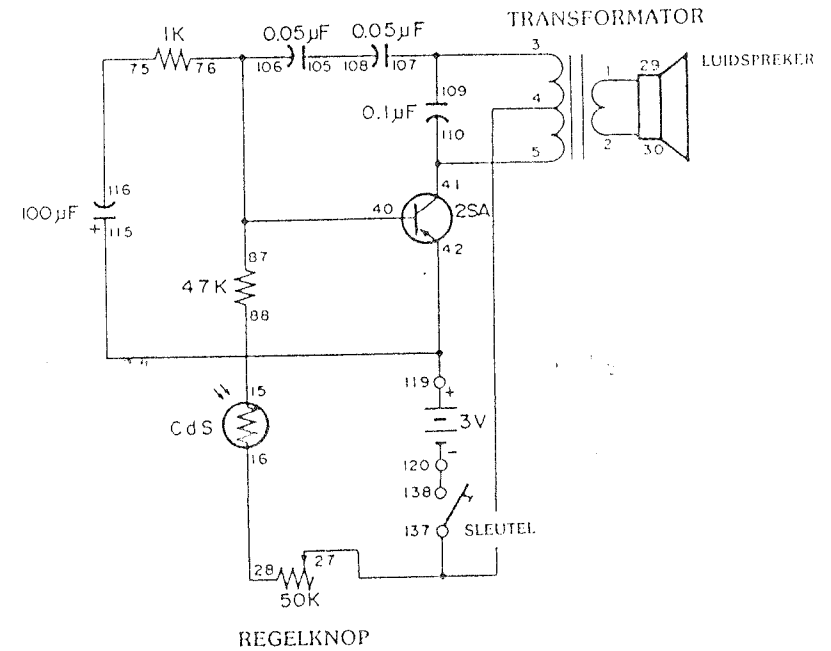 TRANSFORMATOR
1K
0.05µF 0.05µF
75 76 106 105 108 107
3
LUIDSPREKER
1 29
109
4
0.1µF
110
2 30
5
116
41
40
2SA
100µF
+ 115
42
87
47K
88
15
119 +
CdS
3V
16
120 -
138
137 SLEUTEL
28 27
50K
REGELKNOP